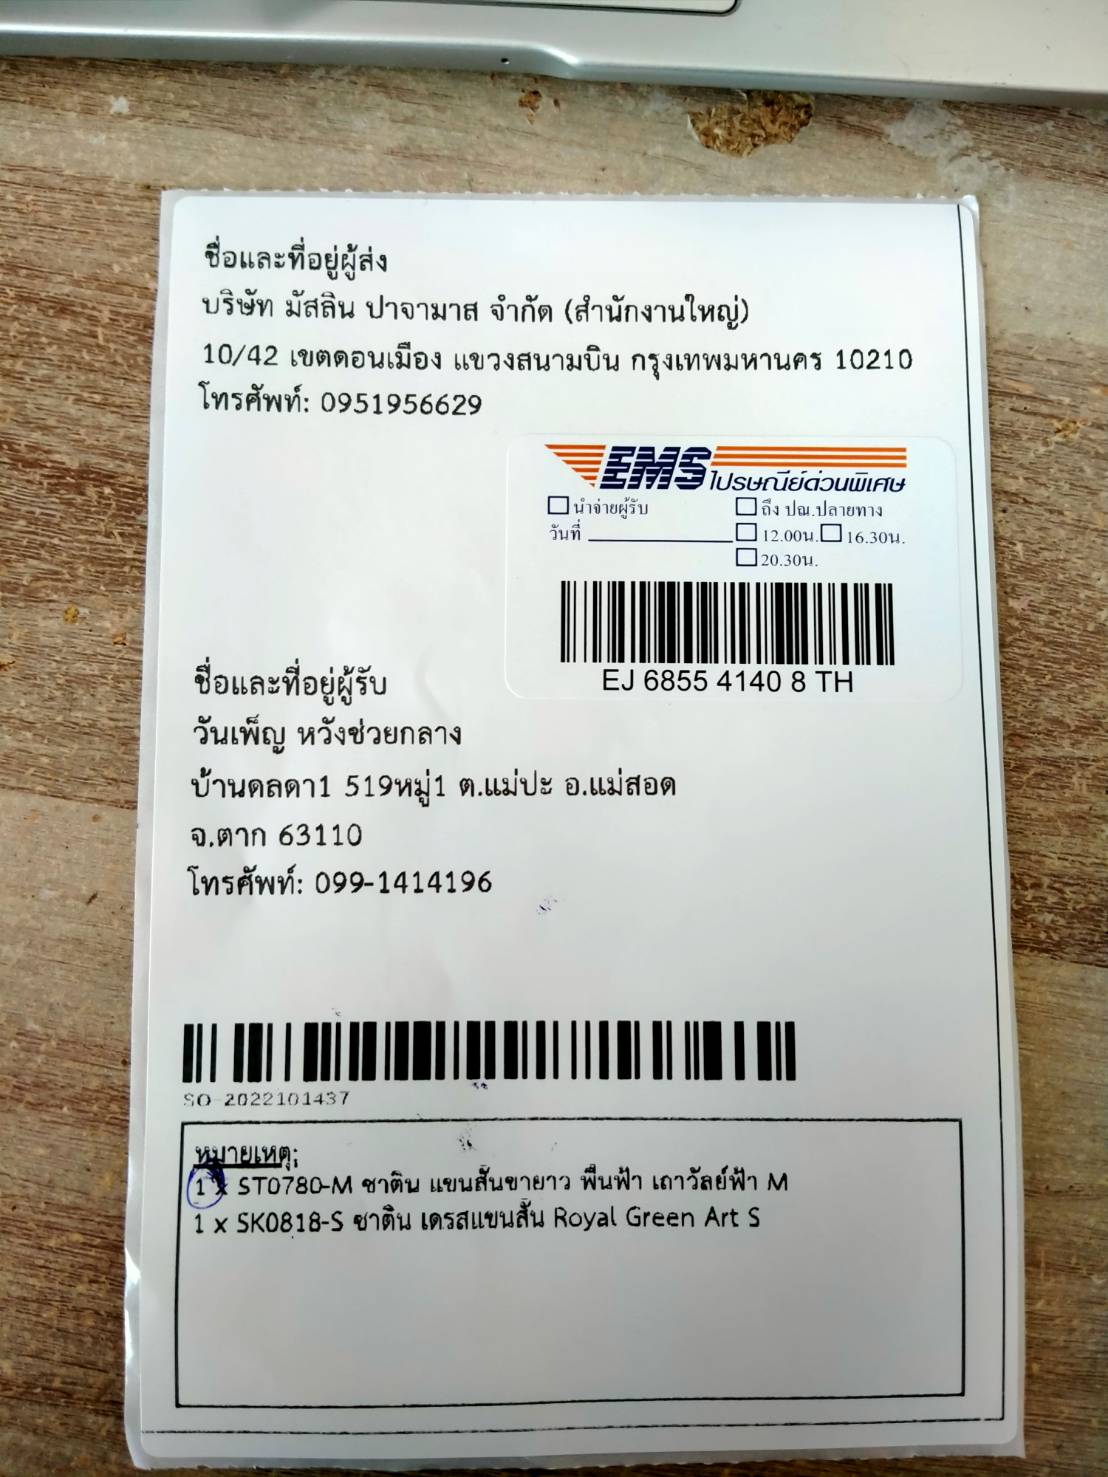 ชื่อและที่อยู่ผู้ส่ง
บริษัท มัสลิน ปาจามาส จำกัด (สำนักงานใหญ่)
10/42 เขตดอนเมือง แขวงสนามบิน กรุงเทพมหานคร 10210
โทรศัพท์: 0951956629
EMS ไปรษณีย์ด่วนพิเศษ
นำจ่ายผู้รับ ถึง ปณ.ปลายทาง
วันที่ 12.00น. 16.30น.
20.30น.
EJ 6855 4140 8 TH
ชื่อและที่อยู่ผู้รับ
วันเพ็ญ หวังช่วยกลาง
บ้านดลดา1 519หมู่1 ต.แม่ปะ อ.แม่สอด
จ.ตาก 63110
โทรศัพท์: 099-1414196
SO-2022101437
หมายเหตุ:
1 x ST0780-M ซาติน แขนสั้นขายาว พื้นฟ้า เถาวัลย์ฟ้า M
1 x SK0818-S ซาติน เดรสแขนสั้น Royal Green Art S